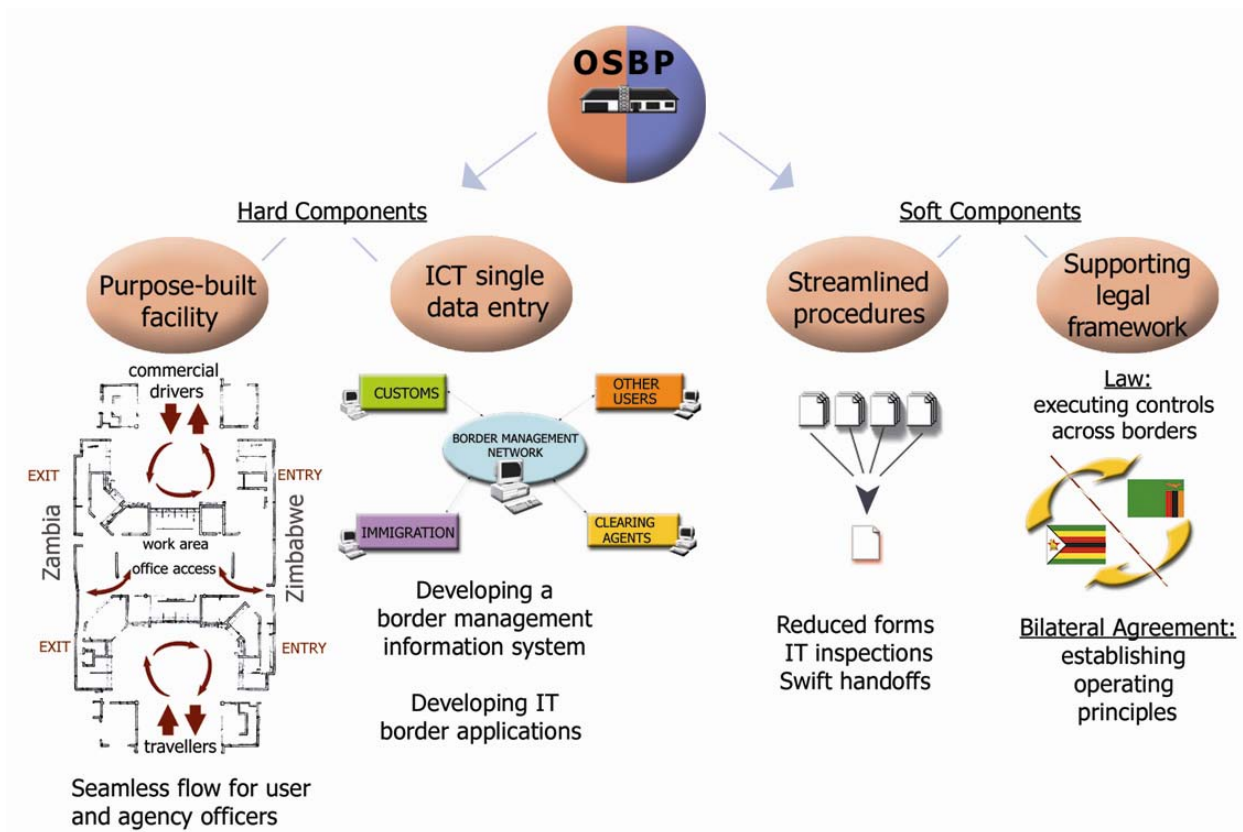 OSBP
Hard Components
Soft Components
Purpose-built
facility
ICT single
data entry
Streamlined
procedures
Supporting
legal
framework
commercial
drivers
EXIT
ENTRY
Zambia
Zimbabwe
work area
office access
EXIT
ENTRY
travellers
Seamless flow for user
and agency officers
CUSTOMS
OTHER
USERS
BORDER MANAGEMENT
NETWORK
IMMIGRATION
CLEARING
AGENTS
Developing a
border management
information system
Developing IT
border applications
Reduced forms
IT inspections
Swift handoffs
Law:
executing controls
across borders
Bilateral Agreement:
establishing
operating
principles